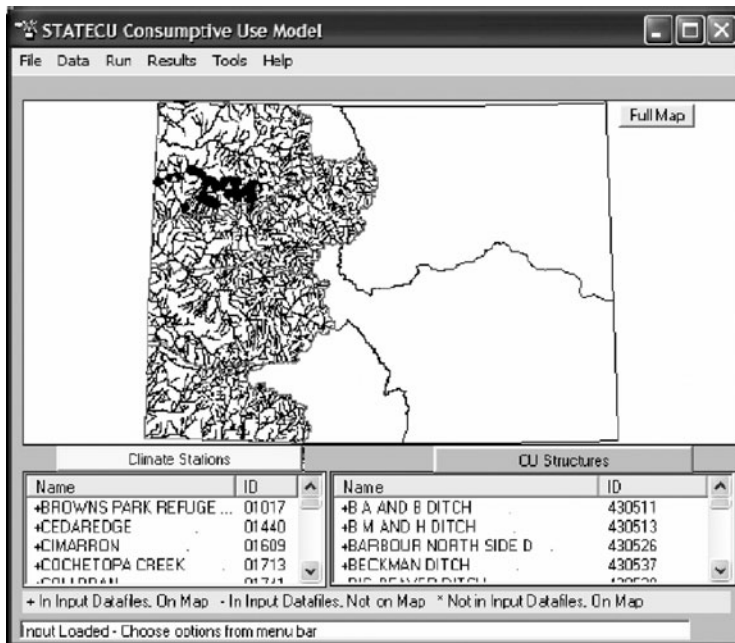 STATECU Consumptive Use Model
File Data Run Results Tools Help
Full Map
Climate Stations
CU Structures
Name ID
+BROWNS PARK REFUGE ... 01017
+CEDAREDGE . 01440
+CIMARRON . 01609
+COCHETOPA CREEK . 01713
Name ID
+B A AND B DITCH . 430511
+B M AND H DITCH . 430513
+BARBOUR NORTH SIDE D . 430526
+BECKMAN DITCH . 430537
+ In Input Datafiles, On Map - In Input Datafiles, Not on Map * Not in Input Datafiles, On Map
Input Loaded - Choose options from menu bar